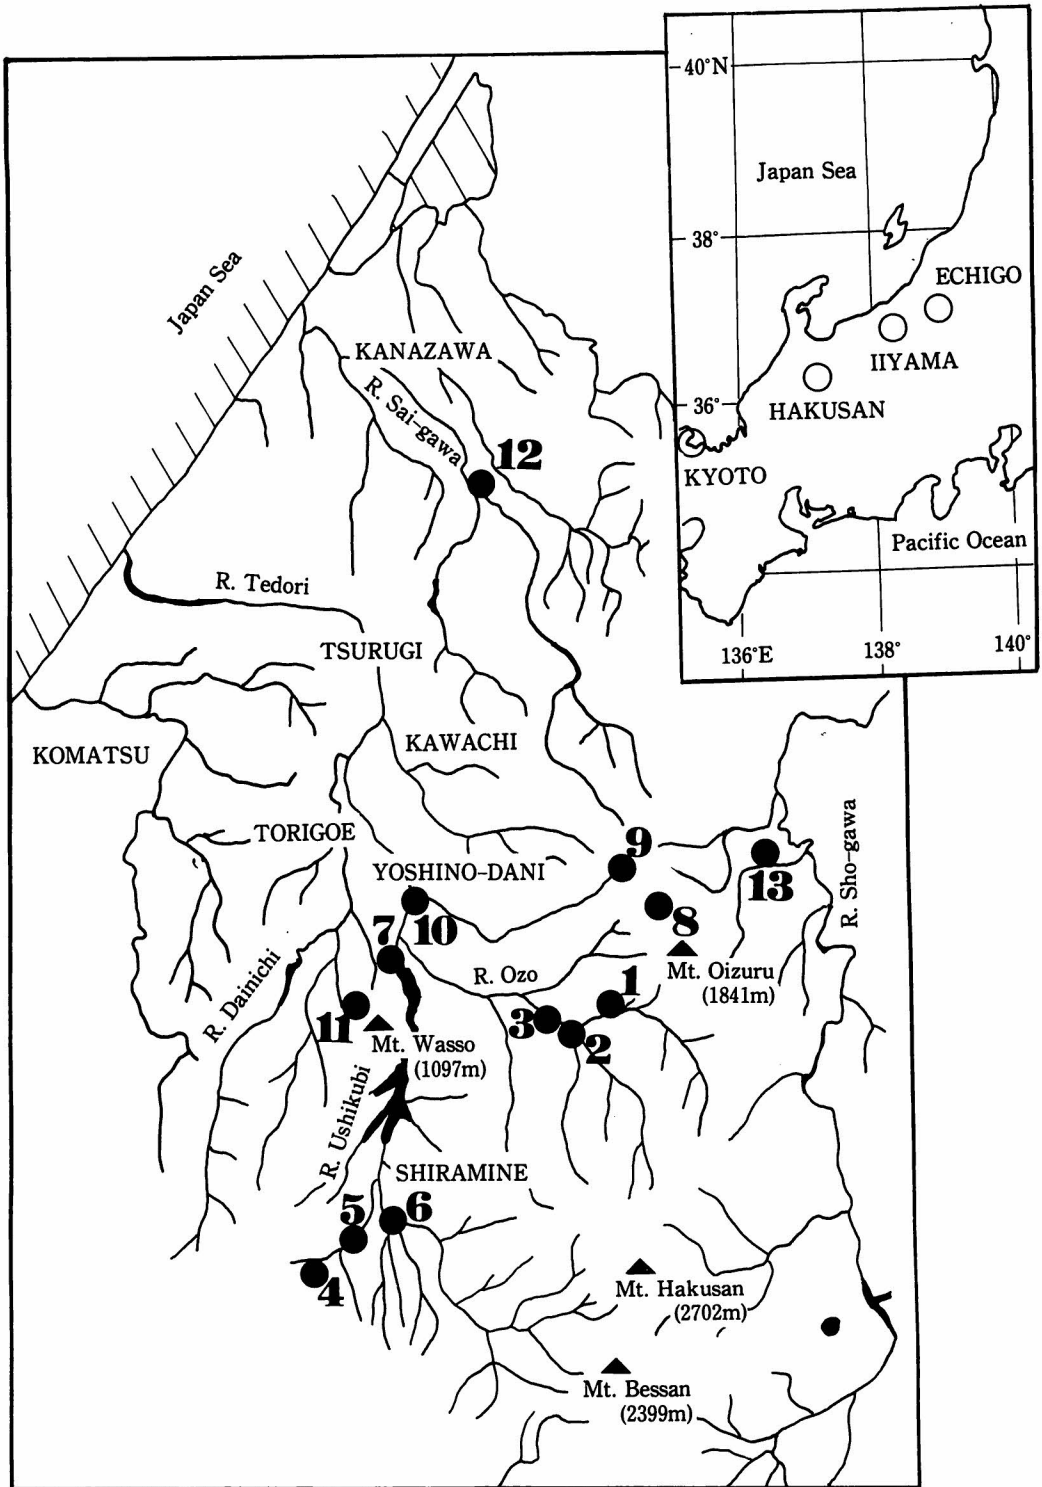 40°N
Japan Sea
38°
ECHIGO
IIYAMA
36°
HAKUSAN
KYOTO
Pacific Ocean
136°E
138°
140°
Japan Sea
KANAZAWA
R. Sai-gawa
12
R. Tedori
TSURUGI
KOMATSU
KAWACHI
TORIGOE
YOSHINO-DANI
9
13
R. Sho-gawa
10
7
8
Mt. Oizuru
(1841m)
R. Ozo
1
R. Dainichi
11
3
2
Mt. Wasso
(1097m)
R. Ushikubi
SHIRAMINE
5
6
4
Mt. Hakusan
(2702m)
Mt. Bessan
(2399m)